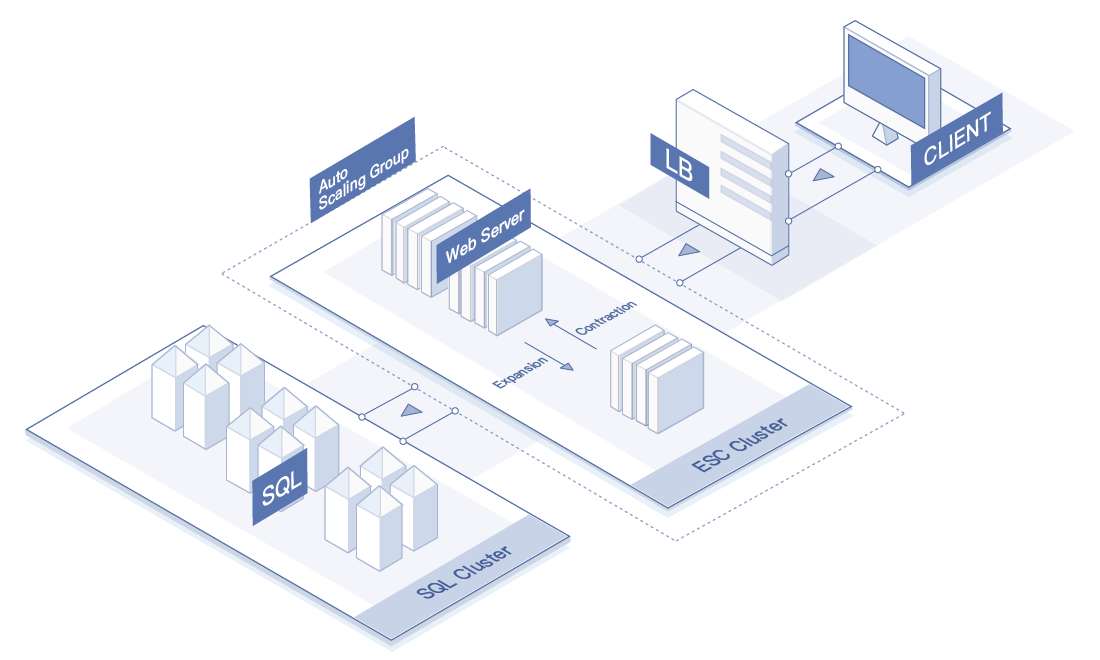 CLIENT
LB
Auto
Scaling Group
Web Server
Contraction
Expansion
ESC Cluster
SQL
SQL Cluster